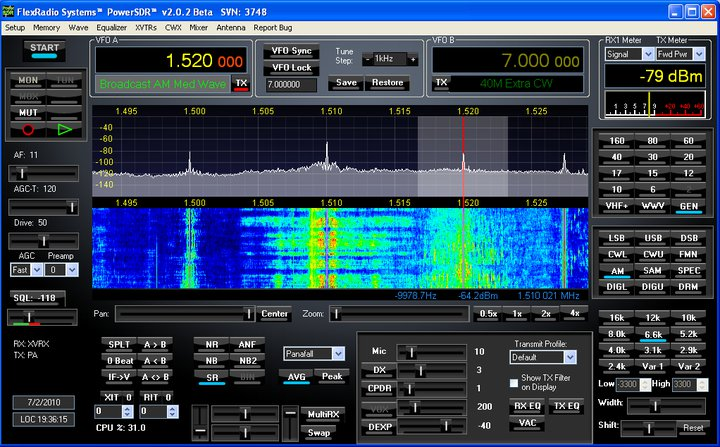 FlexRadio Systems™ PowerSDR™ v2.0.2 Beta SVN: 3748
Setup Memory Wave Equalizer XVTRs CWX Mixer Antenna Report Bug
START
VFO A
1.520 000
Broadcast AM Med Wave TX
VFO Sync
VFO Lock
7.000000
Tune Step: - 1kHz +
Save Restore
VFO B
7.000 000
TX 40M Extra CW
RX1 Meter TX Meter
Signal Fwd Pwr
-79 dBm
1 3 5 7 9 +20 +40 +60
MON TUN
MOX
MUT
AF: 11
AGC-T: 120
Drive: 50
AGC Preamp
Fast 0
SQL: -118
RX: XVRX
TX: PA
7/2/2010
LOC 19:36:15
1.495 1.500 1.505 1.510 1.515 1.520 1.525
-40
-60
-80
-100
-120
-140
1.495 1.500 1.505 1.510 1.515 1.520 1.525
-9978.7Hz -64.2dBm 1.510 021 MHz
Pan: Center Zoom: 0.5x 1x 2x 4x
160 80 60
40 30 20
17 15 12
10 6 2
VHF+ WWV GEN
LSB USB DSB
CWL CWU FMN
AM SAM SPEC
DIGL DIGU DRM
16k 12k 10k
8.0k 6.6k 5.2k
4.0k 3.1k 2.9k
2.4k Var 1 Var 2
Low -3300 High 3300
Width:
Shift: Reset
SPLT A > B
0 Beat A < B
IF->V A <> B
XIT 0 RIT 0
0 0
CPU %: 31.0
NR ANF
NB NB2
SR BIN
Panafall
AVG Peak
MultiRX
Swap
Mic 10
DX 3
CPDR 1
VOX 200
DEXP -40
Transmit Profile:
Default
Show TX Filter on Display
RX EQ TX EQ
VAC